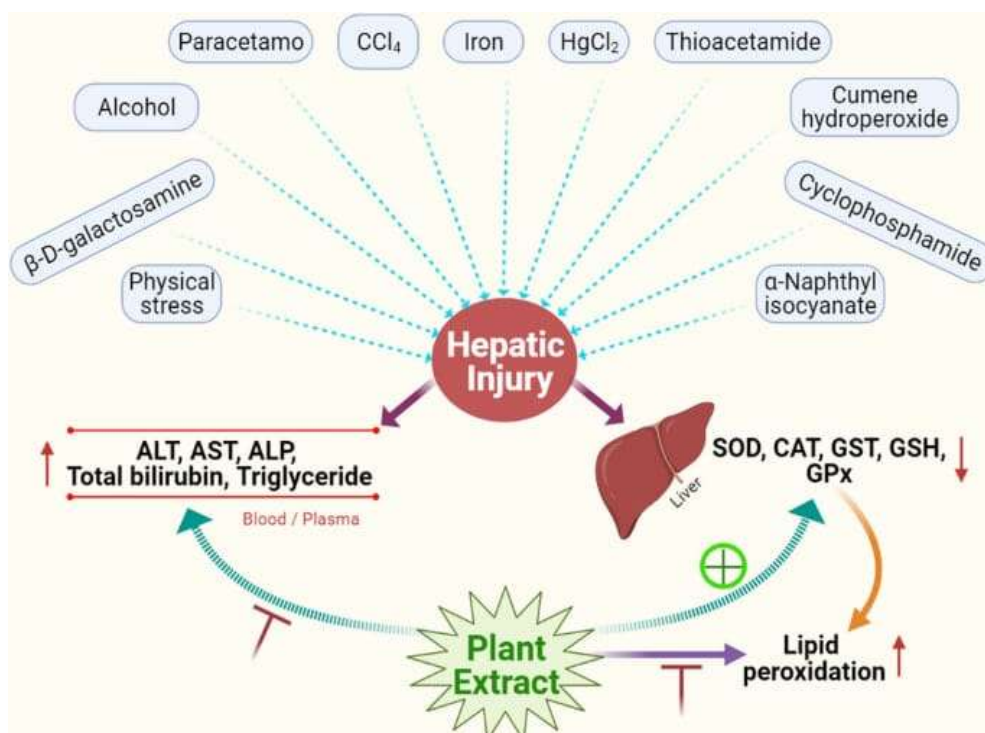 Paracetamo
CCl₄
Iron
HgCl₂
Thioacetamide
Alcohol
Cumene
hydroperoxide
β-D-galactosamine
Cyclophosphamide
Physical
stress
α-Naphthyl
isocyanate
Hepatic
Injury
ALT, AST, ALP,
Total bilirubin, Triglyceride
Blood / Plasma
Liver
SOD, CAT, GST, GSH,
GPx
Plant
Extract
Lipid
peroxidation